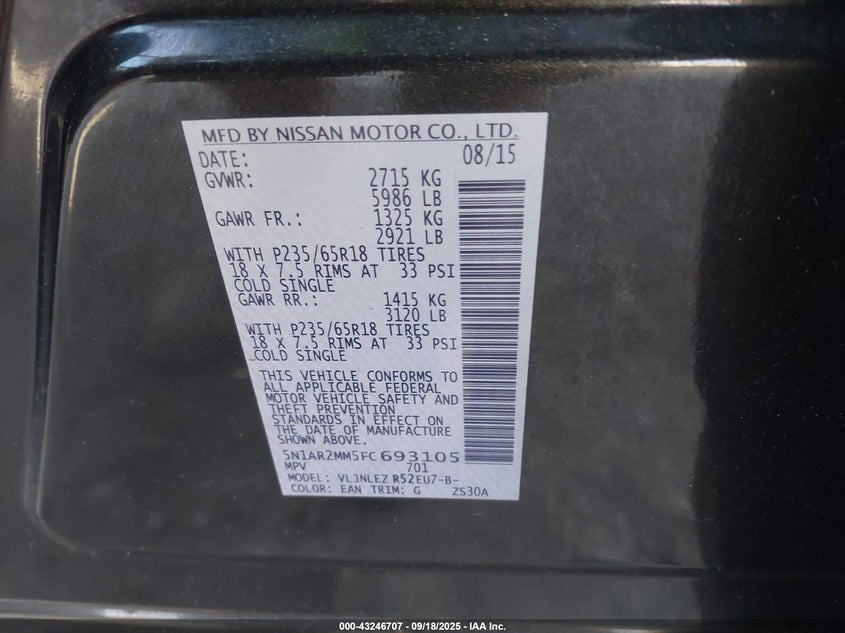 MFD BY NISSAN MOTOR CO., LTD.
DATE: 08/15
GVWR: 2715 KG
5986 LB
GAWR FR.: 1325 KG
2921 LB
WITH P235/65R18 TIRES
18 X 7.5 RIMS AT 33 PSI
COLD SINGLE
GAWR RR.: 1415 KG
3120 LB
WITH P235/65R18 TIRES
18 X 7.5 RIMS AT 33 PSI
COLD SINGLE
THIS VEHICLE CONFORMS TO
ALL APPLICABLE FEDERAL
MOTOR VEHICLE SAFETY AND
THEFT PREVENTION
STANDARDS IN EFFECT ON
THE DATE OF MANUFACTURE
SHOWN ABOVE.
5N1AR2MM5FC693105
MPV 701
MODEL: VLJNLEZ R52EU7-B-
COLOR: EAN TRIM: G ZS30A
000-43246707 - 09/18/2025 - IAA Inc.